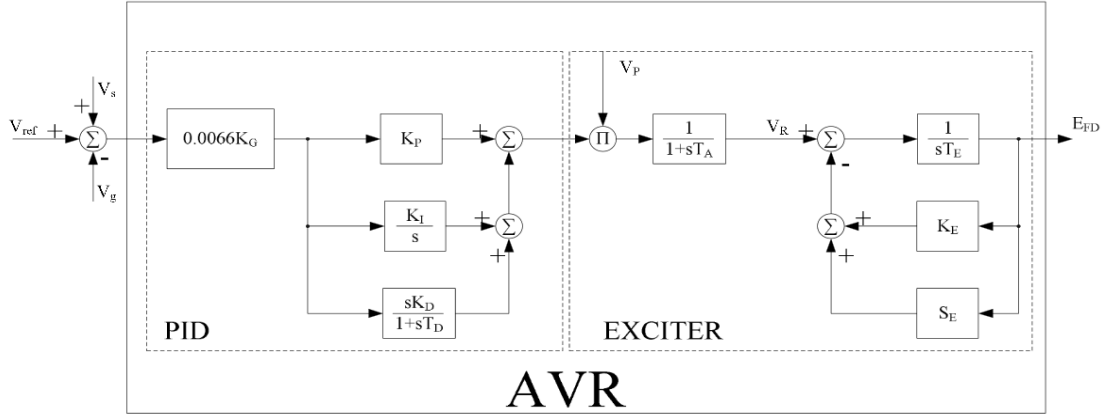 V_s
+
V_ref +
Σ
-
V_g
0.0066K_G
K_P
+
Σ
K_I
s
+
Σ
+
sK_D
1+sT_D
PID
V_P
Π
1
1+sT_A
V_R
+
Σ
-
1
sT_E
E_FD
Σ
+
K_E
+
S_E
EXCITER
AVR